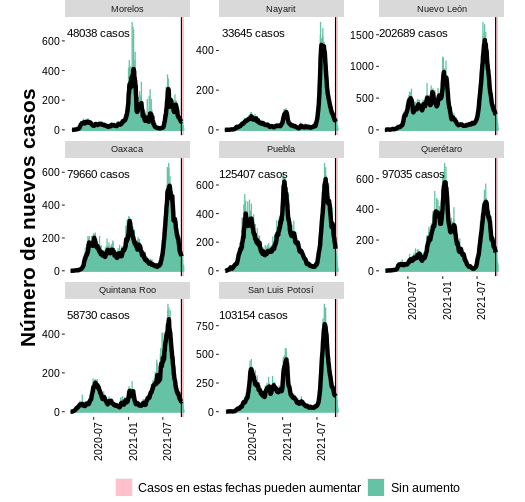 Morelos
Nayarit
Nuevo León
48038 casos
33645 casos
202689 casos
600
400
200
0
400
200
0
1500
1000
500
0
Oaxaca
Puebla
Querétaro
79660 casos
125407 casos
97035 casos
600
400
200
0
600
400
200
0
600
400
200
0
Quintana Roo
San Luis Potosí
58730 casos
103154 casos
400
200
0
750
500
250
0
2020-07
2021-01
2021-07
2020-07
2021-01
2021-07
2020-07
2021-01
2021-07
Número de nuevos casos
Casos en estas fechas pueden aumentar
Sin aumento